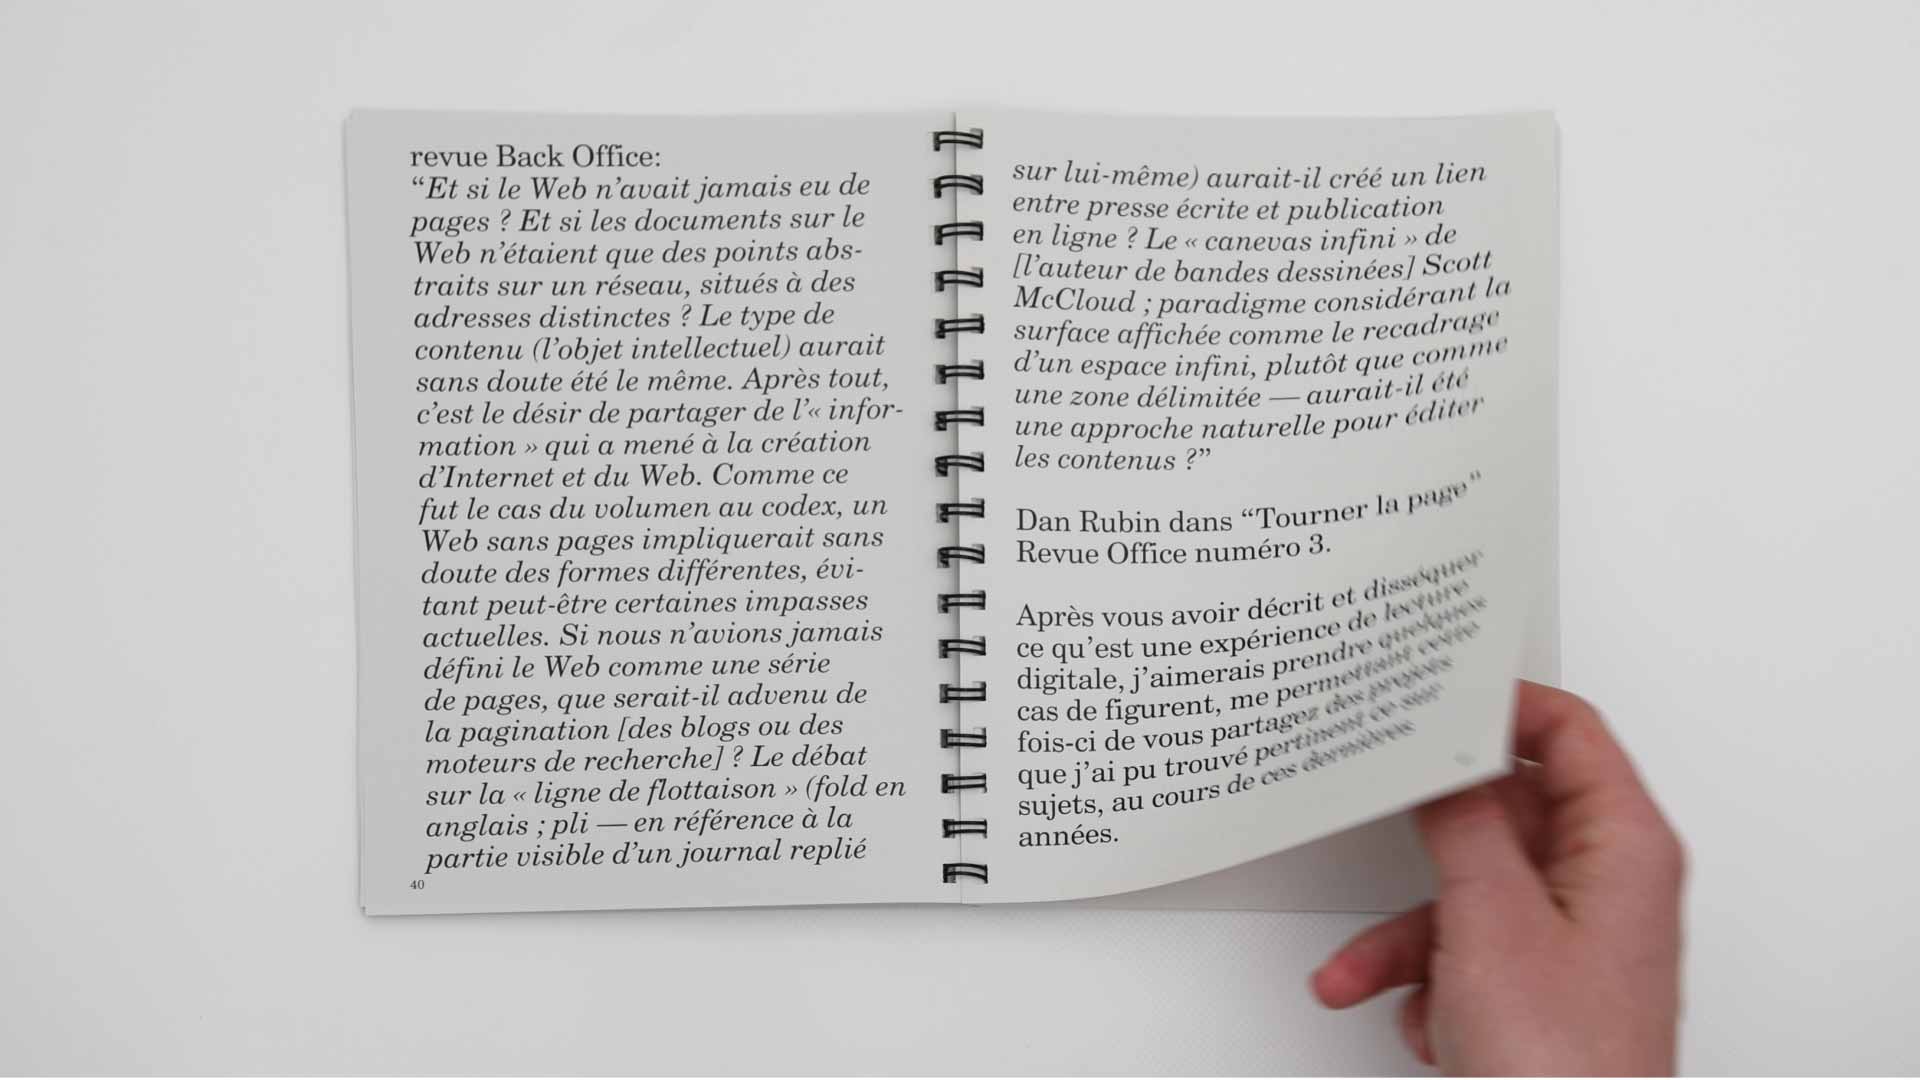 revue Back Office:
“Et si le Web n’avait jamais eu de
pages ? Et si les documents sur le
Web n’étaient que des points abs-
traits sur un réseau, situés à des
adresses distinctes ? Le type de
contenu (l’objet intellectuel) aurait
sans doute été le même. Après tout,
c’est le désir de partager de l’« infor-
mation » qui a mené à la création
d’Internet et du Web. Comme ce
fut le cas du volumen au codex, un
Web sans pages impliquerait sans
doute des formes différentes, évi-
tant peut-être certaines impasses
actuelles. Si nous n’avions jamais
défini le Web comme une série
de pages, que serait-il advenu de
la pagination [des blogs ou des
moteurs de recherche] ? Le débat
sur la « ligne de flottaison » (fold en
anglais ; pli — en référence à la
partie visible d’un journal replié
40
sur lui-même) aurait-il créé un lien
entre presse écrite et publication
en ligne ? Le « canevas infini » de
[l’auteur de bandes dessinées] Scott
McCloud ; paradigme considérant la
surface affichée comme le recadrage
d’un espace infini, plutôt que comme
une zone délimitée — aurait-il été
une approche naturelle pour éditer
les contenus ?”
Dan Rubin dans “Tourner la page”
Revue Office numéro 3.
Après vous avoir décrit et disséquer
ce qu’est une expérience de lecture
digitale, j’aimerais prendre quelques
cas de figurent, me permettant cette
fois-ci de vous partagez des projets
que j’ai pu trouvé pertinent ce sur
sujets, au cours de ces dernières
années.